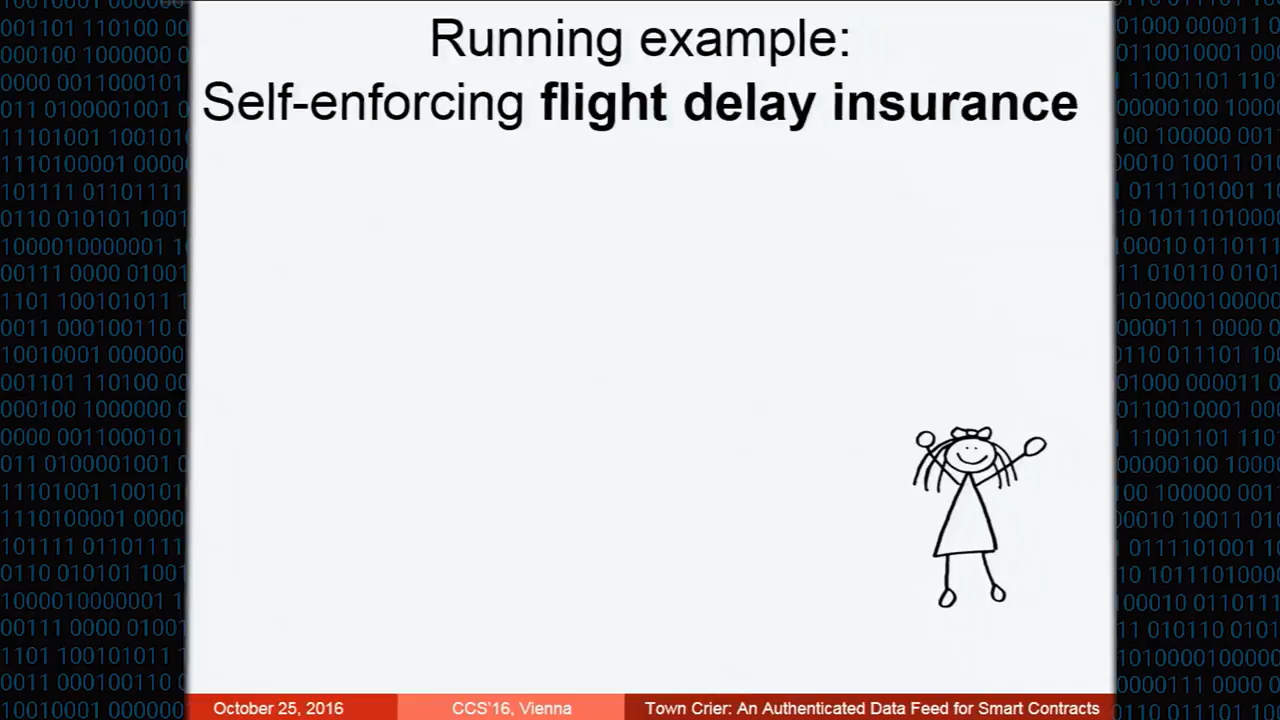 Running example:
Self-enforcing flight delay insurance
October 25, 2016
CCS'16, Vienna
Town Crier: An Authenticated Data Feed for Smart Contracts